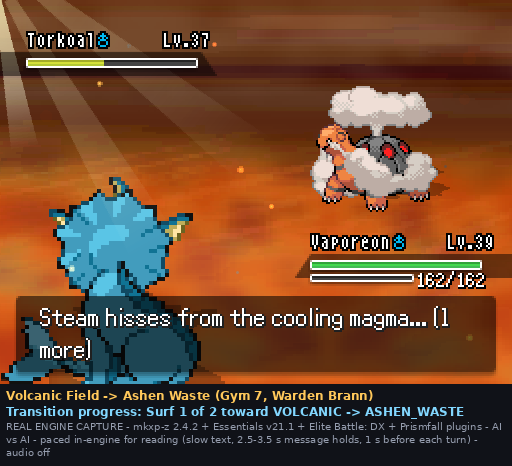 Torkoal Lv.37
Vaporeon Lv.39
162/162
Steam hisses from the cooling magma... (1
more)
Volcanic Field -> Ashen Waste (Gym 7, Warden Brann)
Transition progress: Surf 1 of 2 toward VOLCANIC -> ASHEN_WASTE
REAL ENGINE CAPTURE - mkxp-z 2.4.2 + Essentials v21.1 + Elite Battle: DX + Prismfall plugins - AI
vs AI - paced in-engine for reading (slow text, 2.5-3.5 s message holds, 1 s before each turn) -
audio off